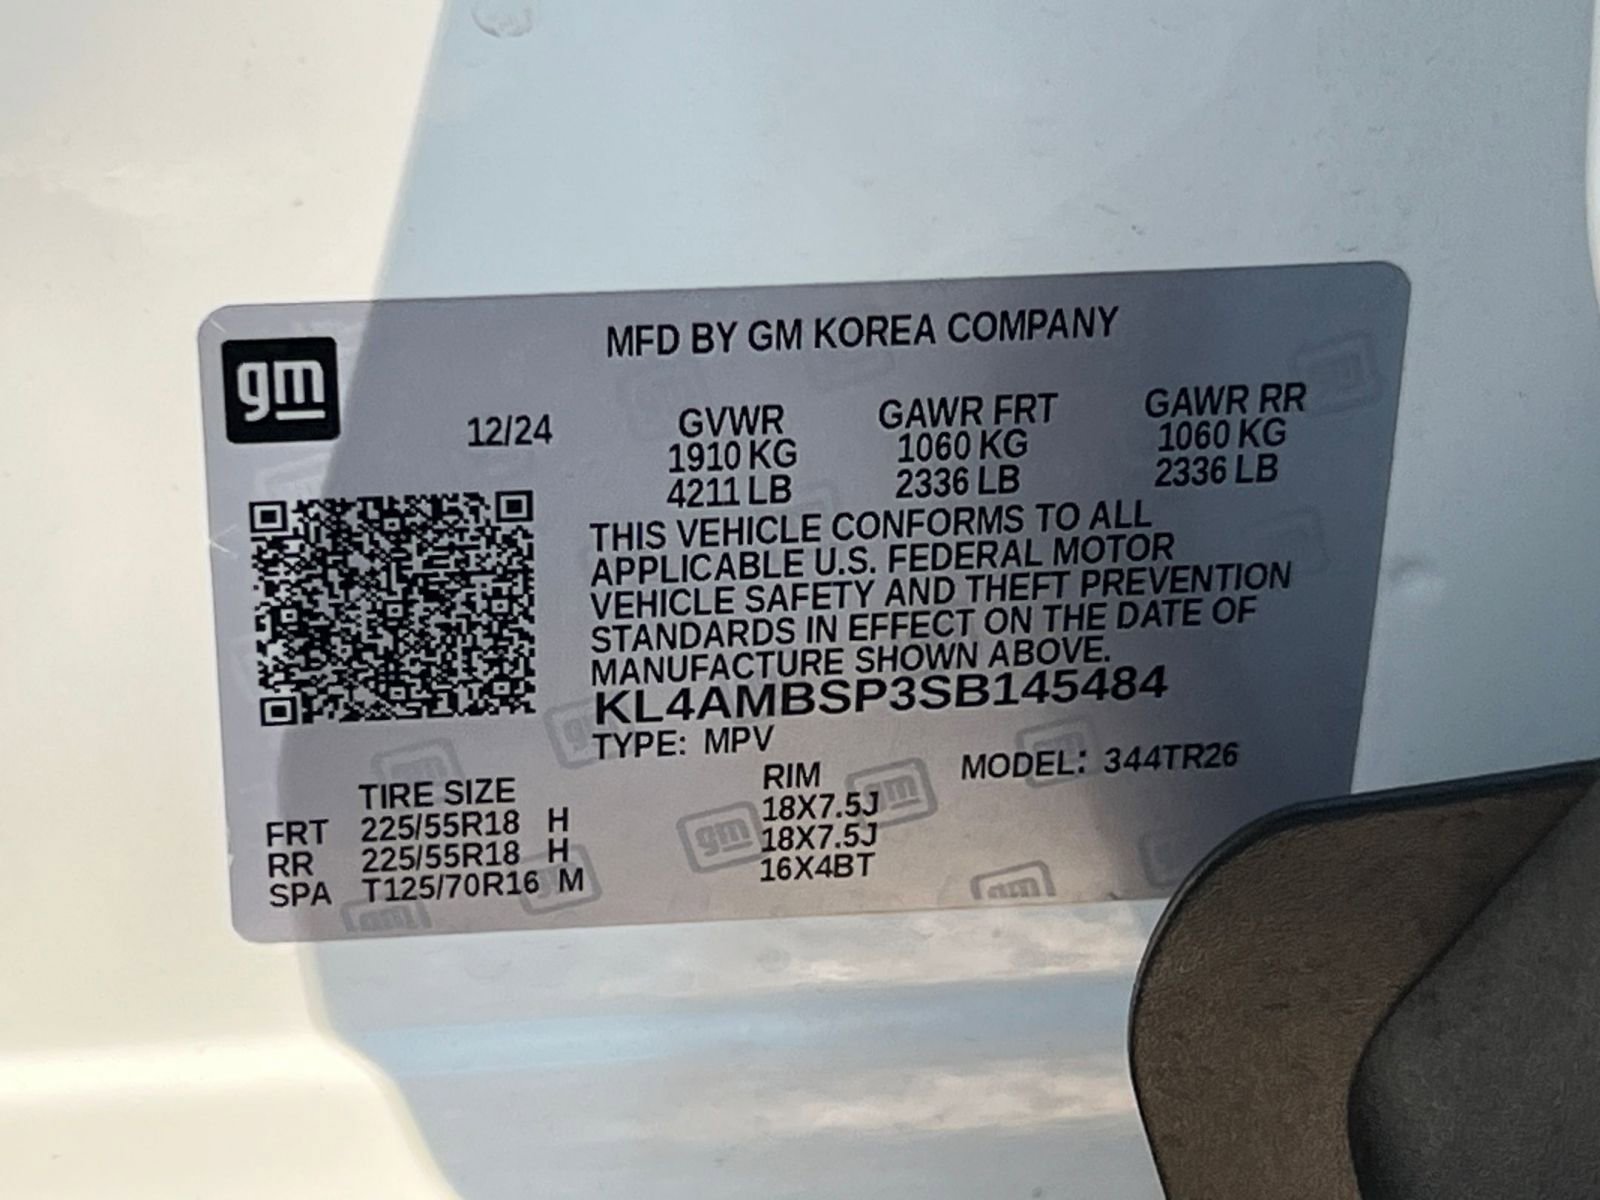 gm
MFD BY GM KOREA COMPANY
12/24 GVWR GAWR FRT GAWR RR
1910 KG 1060 KG 1060 KG
4211 LB 2336 LB 2336 LB
THIS VEHICLE CONFORMS TO ALL
APPLICABLE U.S. FEDERAL MOTOR
VEHICLE SAFETY AND THEFT PREVENTION
STANDARDS IN EFFECT ON THE DATE OF
MANUFACTURE SHOWN ABOVE.
KL4AMBSP3SB145484
TYPE: MPV
TIRE SIZE RIM MODEL: 344TR26
FRT 225/55R18 H 18X7.5J
RR 225/55R18 H 18X7.5J
SPA T125/70R16 M 16X4BT